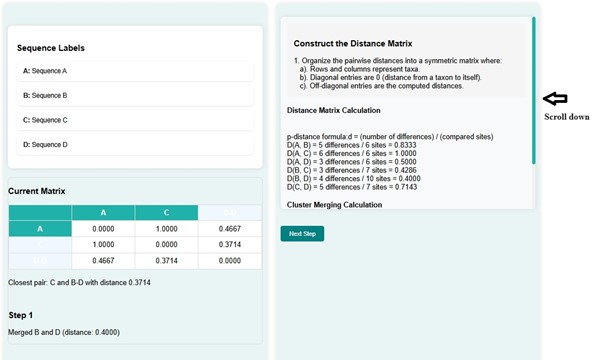 Sequence Labels
A: Sequence A
B: Sequence B
C: Sequence C
D: Sequence D
Current Matrix
A C
A 0.0000 1.0000 0.4667
1.0000 0.0000 0.3714
0.4667 0.3714 0.0000
Closest pair: C and B-D with distance 0.3714
Step 1
Merged B and D (distance: 0.4000)
Construct the Distance Matrix
1. Organize the pairwise distances into a symmetric matrix where:
a). Rows and columns represent taxa.
b). Diagonal entries are 0 (distance from a taxon to itself).
c). Off-diagonal entries are the computed distances.
Distance Matrix Calculation
p-distance formula:d = (number of differences) / (compared sites)
D(A, B) = 5 differences / 6 sites = 0.8333
D(A, C) = 6 differences / 6 sites = 1.0000
D(A, D) = 3 differences / 6 sites = 0.5000
D(B, C) = 3 differences / 7 sites = 0.4286
D(B, D) = 4 differences / 10 sites = 0.4000
D(C, D) = 5 differences / 7 sites = 0.7143
Cluster Merging Calculation
Next Step
Scroll down